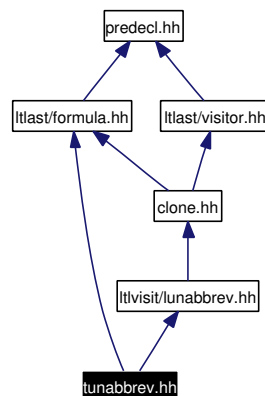 predecl.hh
ltlast/formula.hh
ltlast/visitor.hh
clone.hh
ltlvisit/lunabbrev.hh
tunabbrev.hh